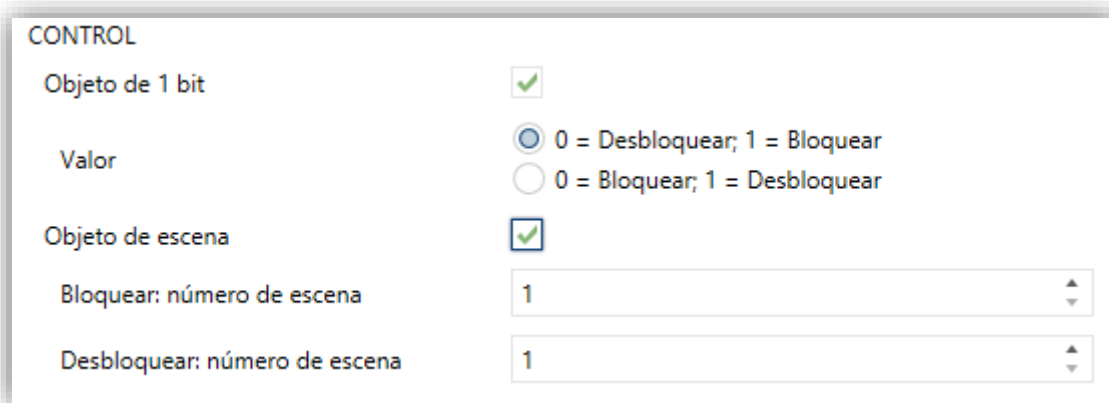 CONTROL
Objeto de 1 bit
Valor
0 = Desbloquear; 1 = Bloquear
0 = Bloquear; 1 = Desbloquear
Objeto de escena
Bloquear: número de escena 1
Desbloquear: número de escena 1